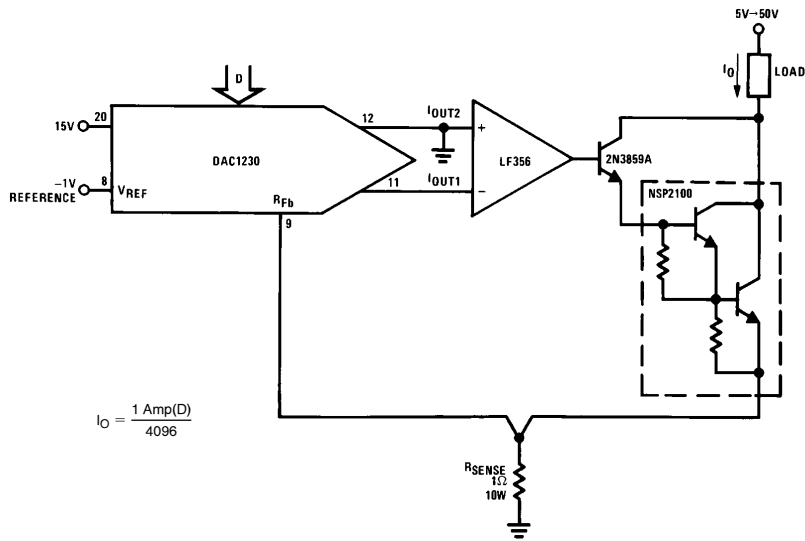 5V→50V
D
I_O
LOAD
15V
20
12
I_OUT2
+
DAC1230
LF356
2N3859A
−1V
REFERENCE
8
V_REF
11
I_OUT1
−
NSP2100
R_Fb
9
I_O = 1 Amp(D) / 4096
R_SENSE
1Ω
10W